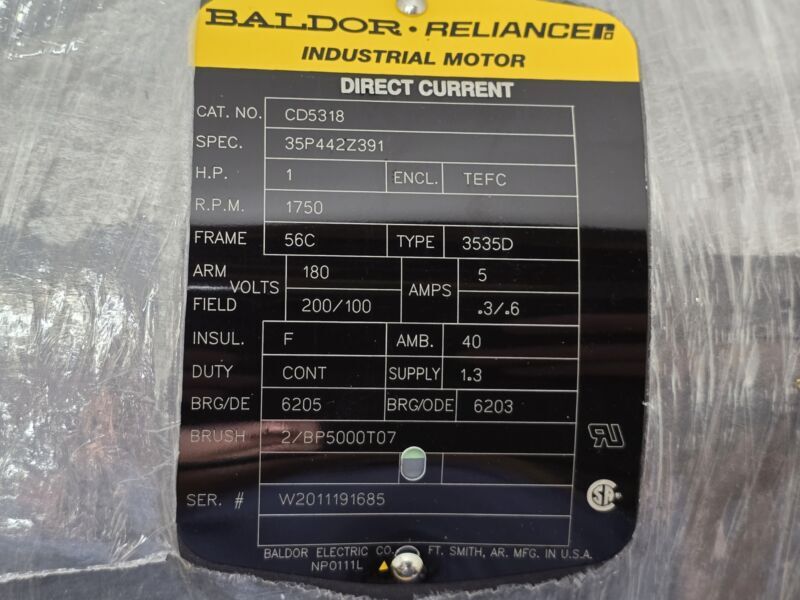 BALDOR · RELIANCE
INDUSTRIAL MOTOR
DIRECT CURRENT
CAT. NO. CD5318
SPEC. 35P442Z391
H.P. 1 ENCL. TEFC
R.P.M. 1750
FRAME 56C TYPE 3535D
ARM VOLTS 180 AMPS 5
FIELD 200/100 .3/.6
INSUL. F AMB. 40
DUTY CONT SUPPLY 1.3
BRG/DE 6205 BRG/ODE 6203
BRUSH 2/BP5000T07
SER. # W2011191685
BALDOR ELECTRIC CO. FT. SMITH, AR. MFG. IN U.S.A.
NP0111L